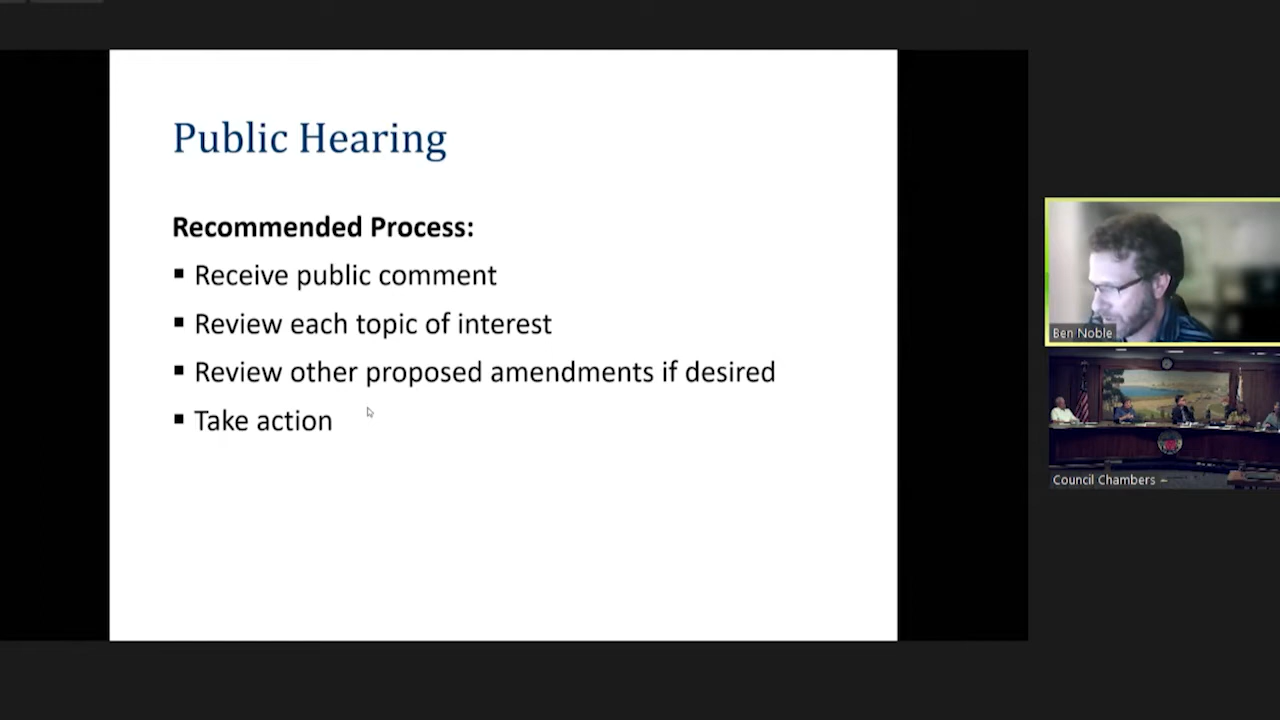 Public Hearing
Recommended Process:
▪ Receive public comment
▪ Review each topic of interest
▪ Review other proposed amendments if desired
▪ Take action
Ben Noble
Council Chambers